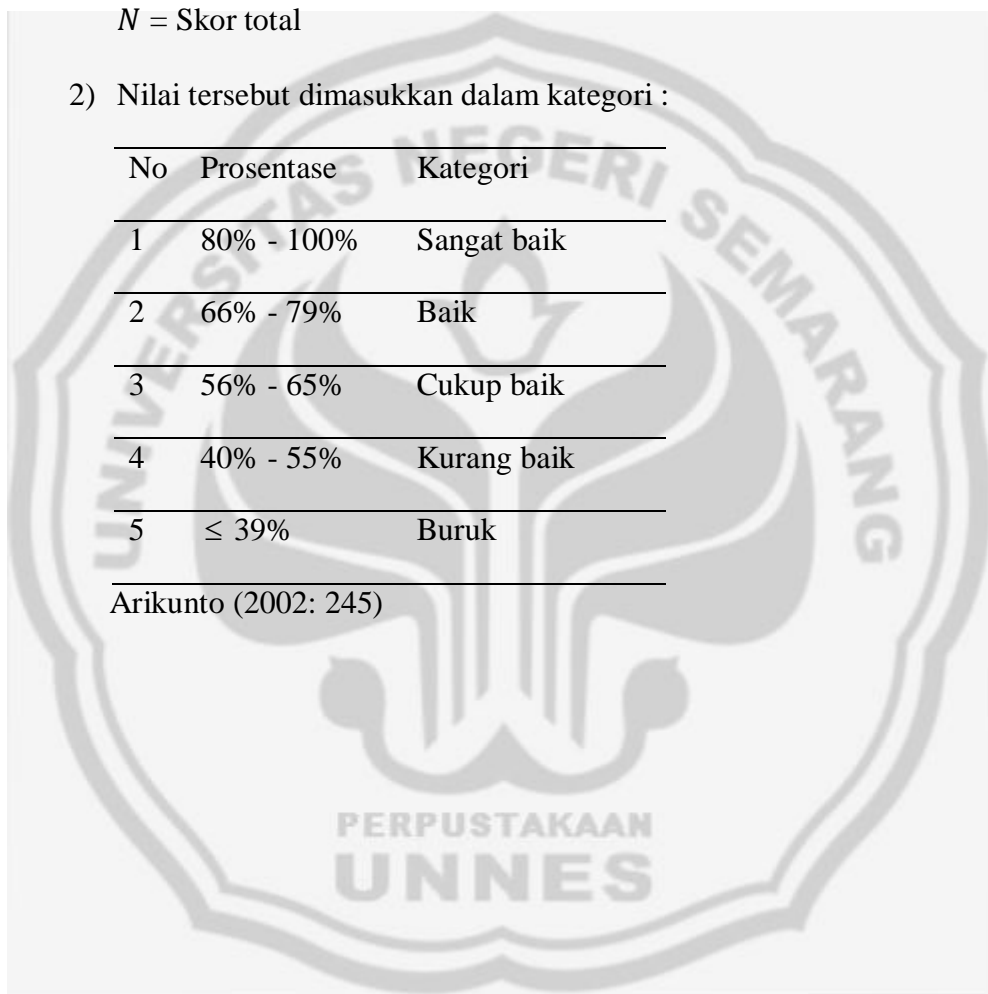 N = Skor total
2) Nilai tersebut dimasukkan dalam kategori :
No Prosentase Kategori
1 80% - 100% Sangat baik
2 66% - 79% Baik
3 56% - 65% Cukup baik
4 40% - 55% Kurang baik
5 ≤ 39% Buruk
Arikunto (2002: 245)
UNIVERSITAS NEGERI SEMARANG
PERPUSTAKAAN
UNNES